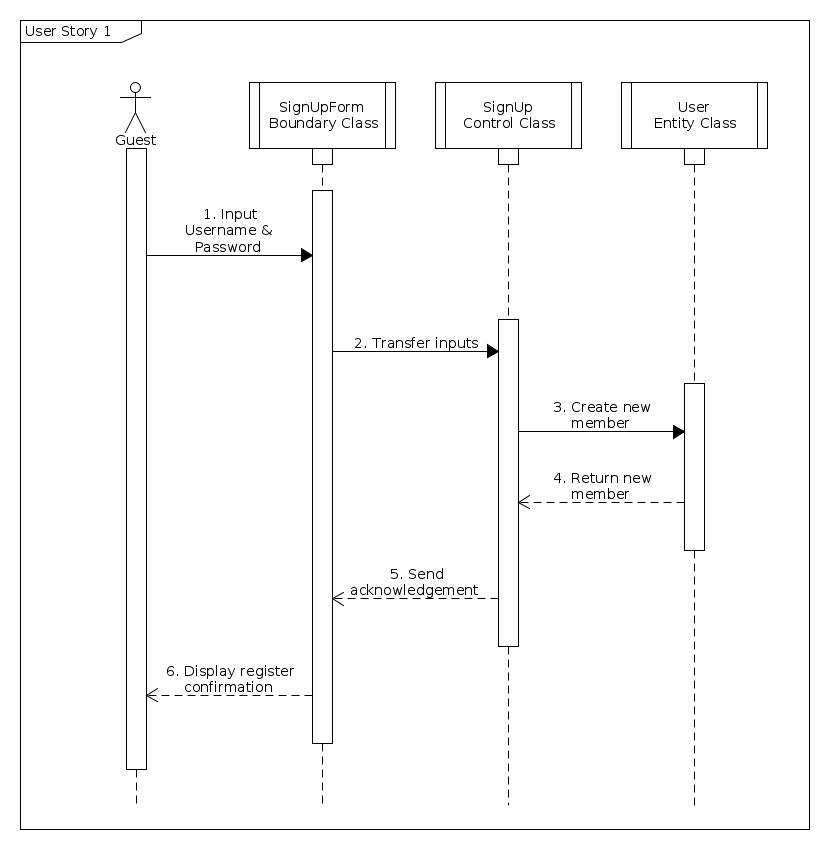 User Story 1
SignUpForm
Boundary Class
SignUp
Control Class
User
Entity Class
Guest
1. Input
Username &
Password
2. Transfer inputs
3. Create new
member
4. Return new
member
5. Send
acknowledgement
6. Display register
confirmation